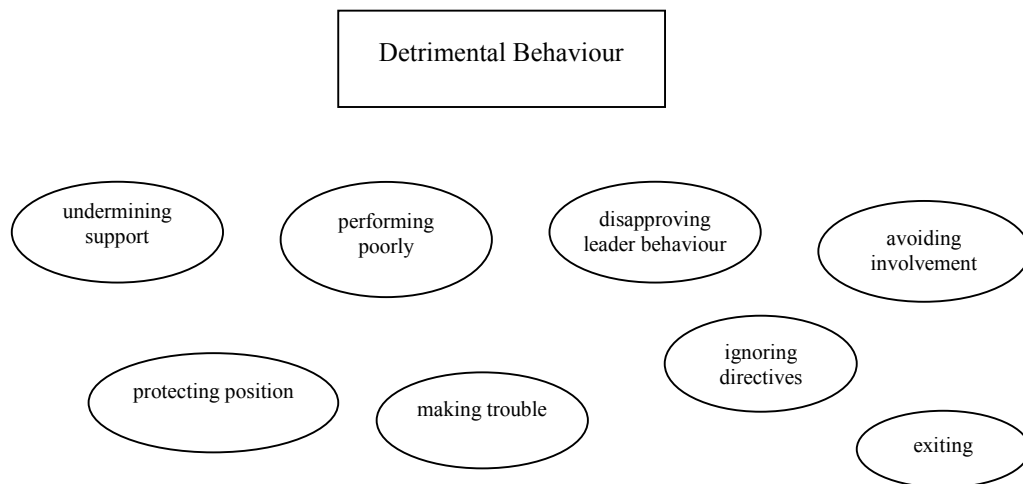 Detrimental Behaviour
undermining
support
performing
poorly
disapproving
leader behaviour
avoiding
involvement
protecting position
making trouble
ignoring
directives
exiting